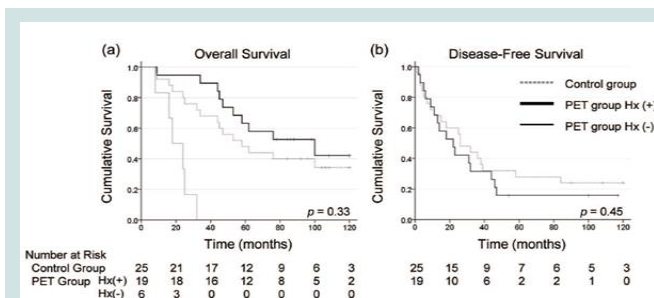 (a) Overall Survival
Cumulative Survival
1.0
0.8
0.6
0.4
0.2
0.0
p = 0.33
0 20 40 60 80 100 120
Time (months)
(b) Disease-Free Survival
Cumulative Survival
1.0
0.8
0.6
0.4
0.2
0.0
Control group
PET group Hx (+)
PET group Hx (-)
p = 0.45
0 20 40 60 80 100 120
Time (months)
Number at Risk
Control Group 25 21 17 12 9 6 3 25 15 9 7 6 5 3
PET Group Hx(+) 19 18 16 12 8 5 2 19 10 6 2 2 1 0
Hx(-) 6 3 0 0 0 0 0